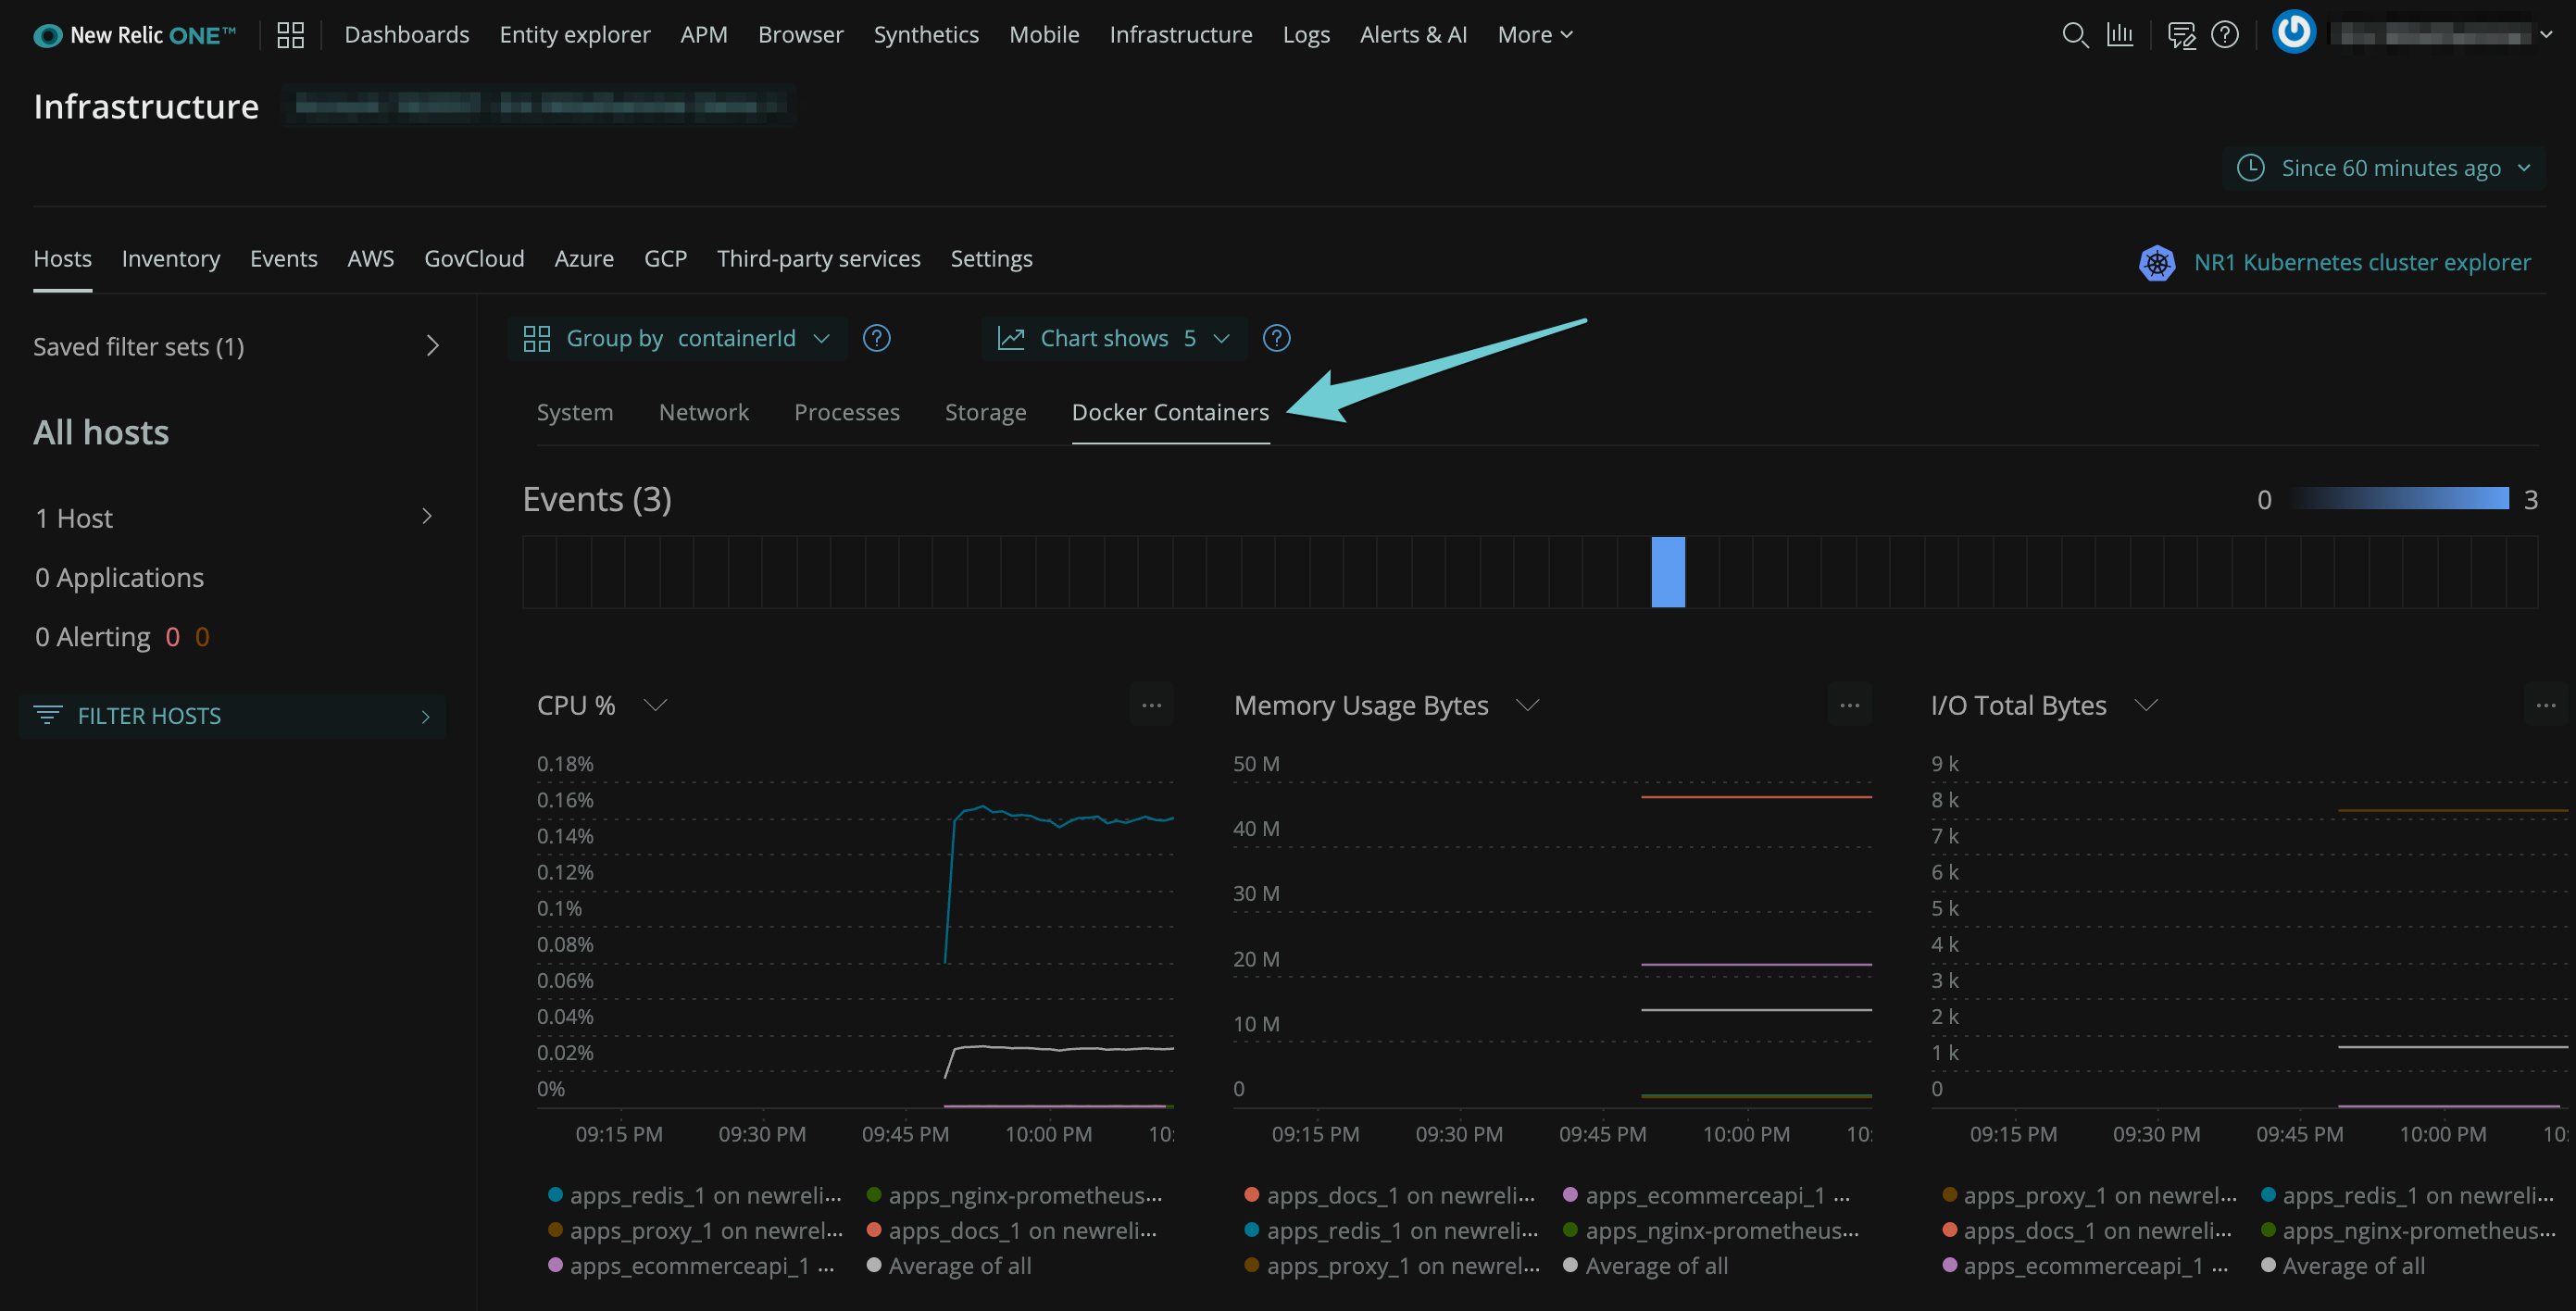 New Relic ONE™ Dashboards Entity explorer APM Browser Synthetics Mobile Infrastructure Logs Alerts & AI More
Infrastructure
Since 60 minutes ago
Hosts Inventory Events AWS GovCloud Azure GCP Third-party services Settings
NR1 Kubernetes cluster explorer
Saved filter sets (1)
All hosts
1 Host
0 Applications
0 Alerting 0 0
FILTER HOSTS
Group by containerId ? Chart shows 5 ?
System Network Processes Storage Docker Containers
Events (3)
0 3
CPU %
0.18%
0.16%
0.14%
0.12%
0.1%
0.08%
0.06%
0.04%
0.02%
0%
09:15 PM 09:30 PM 09:45 PM 10:00 PM 10:
apps_redis_1 on newreli... apps_nginx-prometheus...
apps_proxy_1 on newrel... apps_docs_1 on newreli...
apps_ecommerceapi_1 ... Average of all
Memory Usage Bytes
50 M
40 M
30 M
20 M
10 M
0
09:15 PM 09:30 PM 09:45 PM 10:00 PM 10:
apps_docs_1 on newreli... apps_ecommerceapi_1 ...
apps_redis_1 on newreli... apps_nginx-prometheus...
apps_proxy_1 on newrel... Average of all
I/O Total Bytes
9 k
8 k
7 k
6 k
5 k
4 k
3 k
2 k
1 k
0
09:15 PM 09:30 PM 09:45 PM 10:00 PM 10:
apps_proxy_1 on newrel... apps_redis_1 on newreli...
apps_docs_1 on newreli... apps_nginx-prometheus...
apps_ecommerceapi_1 ... Average of all